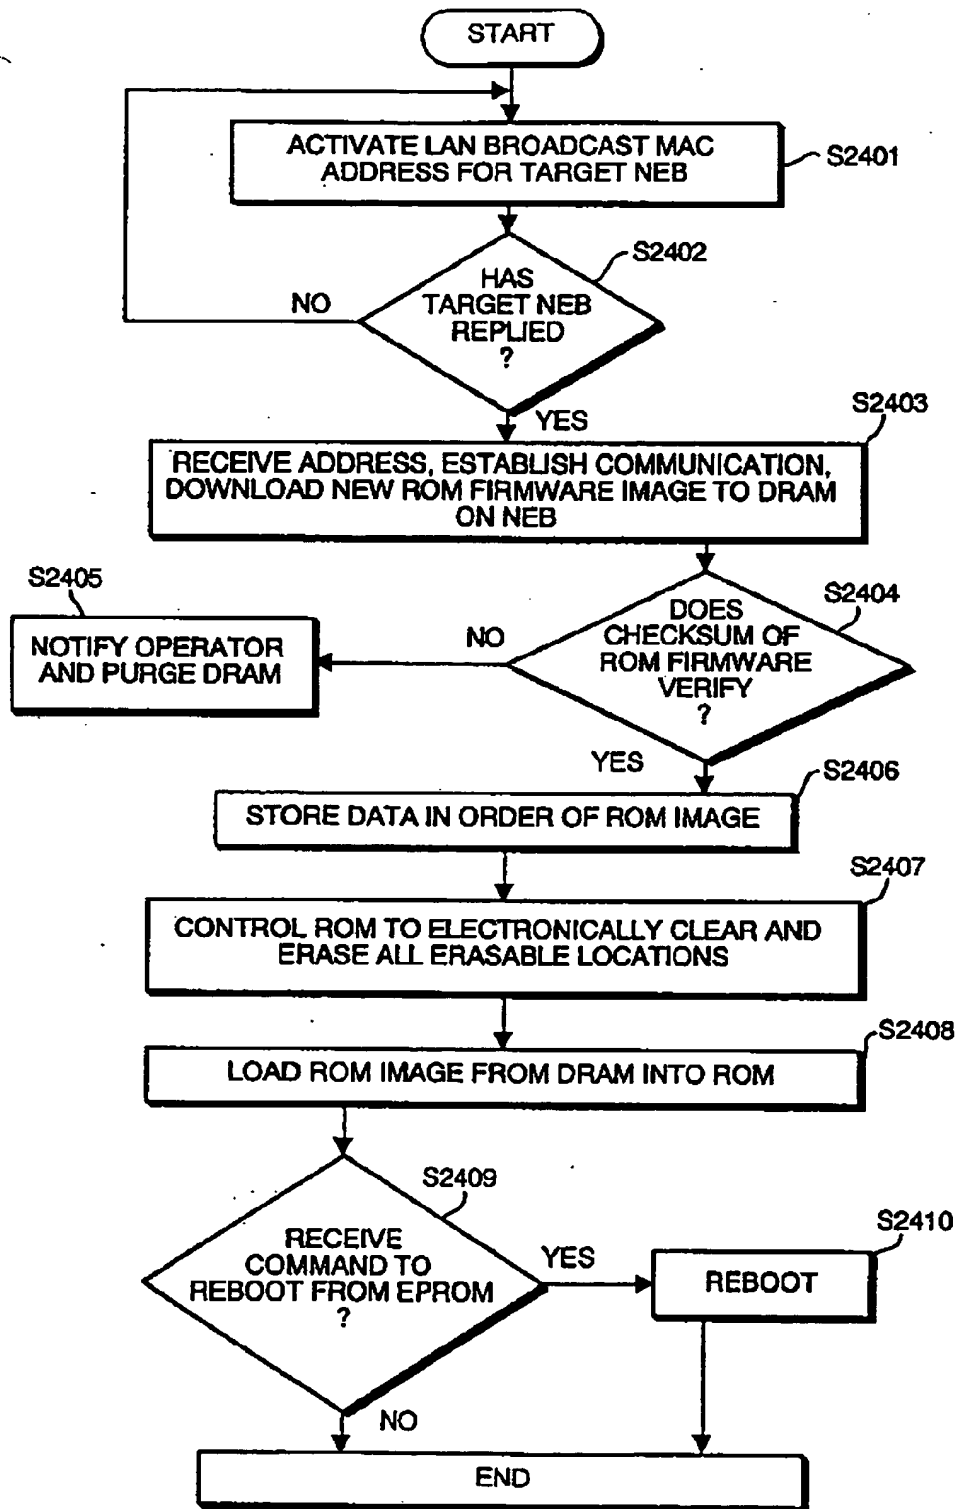 START
ACTIVATE LAN BROADCAST MAC
ADDRESS FOR TARGET NEB
S2401
S2402
HAS
TARGET NEB
REPLIED
?
NO
YES
S2403
RECEIVE ADDRESS, ESTABLISH COMMUNICATION,
DOWNLOAD NEW ROM FIRMWARE IMAGE TO DRAM
ON NEB
S2405
NOTIFY OPERATOR
AND PURGE DRAM
NO
S2404
DOES
CHECKSUM OF
ROM FIRMWARE
VERIFY
?
YES
S2406
STORE DATA IN ORDER OF ROM IMAGE
S2407
CONTROL ROM TO ELECTRONICALLY CLEAR AND
ERASE ALL ERASABLE LOCATIONS
S2408
LOAD ROM IMAGE FROM DRAM INTO ROM
S2409
RECEIVE
COMMAND TO
REBOOT FROM EPROM
?
YES
S2410
REBOOT
NO
END